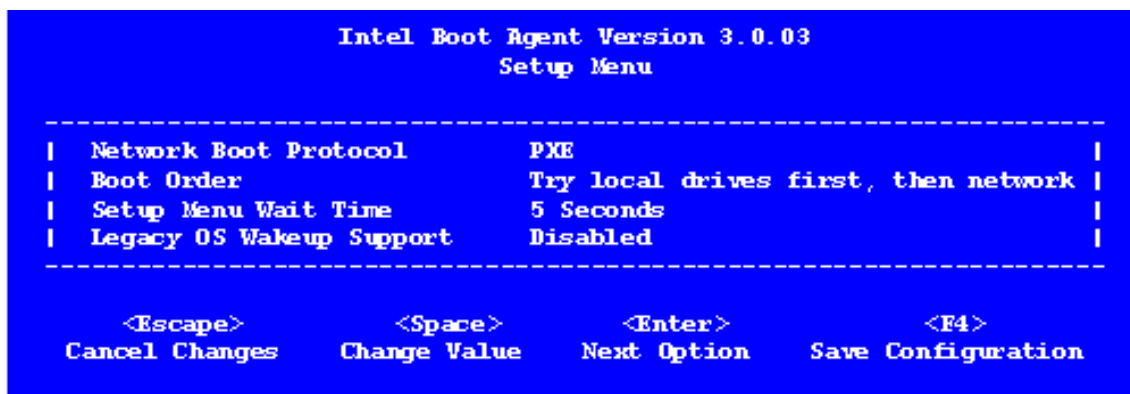 Intel Boot Agent Version 3.0.03
Setup Menu
Network Boot Protocol PXE
Boot Order Try local drives first, then network
Setup Menu Wait Time 5 Seconds
Legacy OS Wakeup Support Disabled
<Escape> <Space> <Enter> <F4>
Cancel Changes Change Value Next Option Save Configuration